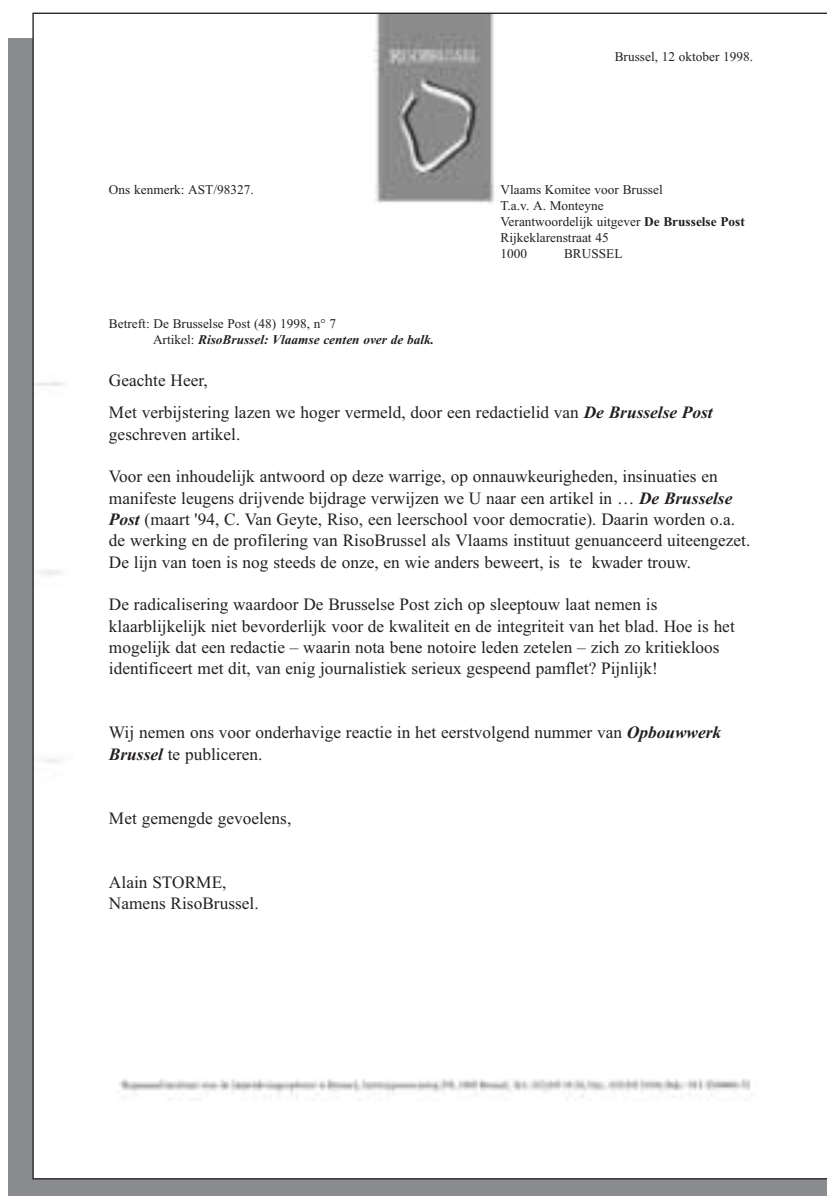 RISOBRUSSEL
Brussel, 12 oktober 1998.
Ons kenmerk: AST/98327.
Vlaams Komitee voor Brussel
T.a.v. A. Monteyne
Verantwoordelijk uitgever De Brusselse Post
Rijkeklarenstraat 45
1000 BRUSSEL
Betreft: De Brusselse Post (48) 1998, n° 7
Artikel: RisoBrussel: Vlaamse centen over de balk.
Geachte Heer,
Met verbijstering lazen we hoger vermeld, door een redactielid van De Brusselse Post
geschreven artikel.
Voor een inhoudelijk antwoord op deze warrige, op onnauwkeurigheden, insinuaties en
manifeste leugens drijvende bijdrage verwijzen we U naar een artikel in … De Brusselse
Post (maart '94, C. Van Geyte, Riso, een leerschool voor democratie). Daarin worden o.a.
de werking en de profilering van RisoBrussel als Vlaams instituut genuanceerd uiteengezet.
De lijn van toen is nog steeds de onze, en wie anders beweert, is te kwader trouw.
De radicalisering waardoor De Brusselse Post zich op sleeptouw laat nemen is
klaarblijkelijk niet bevorderlijk voor de kwaliteit en de integriteit van het blad. Hoe is het
mogelijk dat een redactie – waarin nota bene notoire leden zetelen – zich zo kritiekloos
identificeert met dit, van enig journalistiek serieux gespeend pamflet? Pijnlijk!
Wij nemen ons voor onderhavige reactie in het eerstvolgend nummer van Opbouwwerk
Brussel te publiceren.
Met gemengde gevoelens,
Alain STORME,
Namens RisoBrussel.